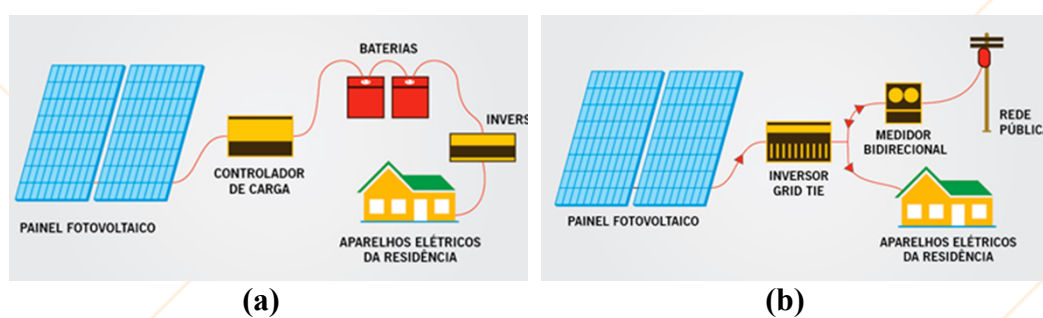 BATERIAS
INVERS
CONTROLADOR
DE CARGA
PAINEL FOTOVOLTAICO
APARELHOS ELÉTRICOS
DA RESIDÊNCIA
(a)
REDE
PÚBLICA
MEDIDOR
BIDIRECIONAL
INVERSOR
GRID TIE
PAINEL FOTOVOLTAICO
APARELHOS ELÉTRICOS
DA RESIDÊNCIA
(b)